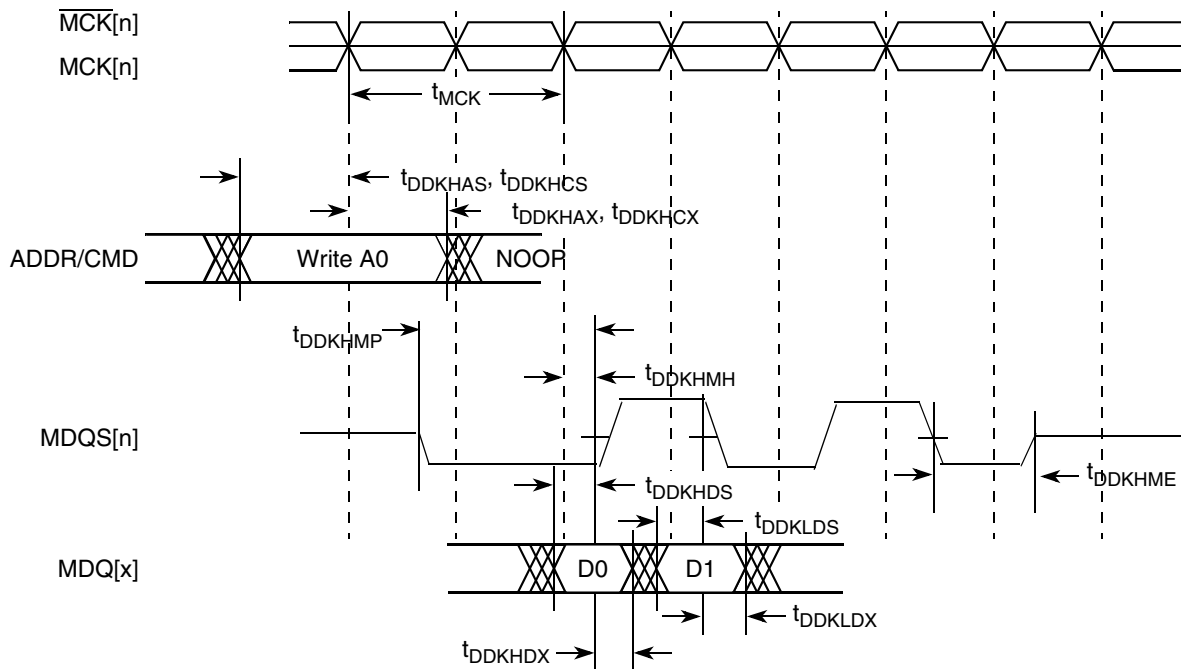 MCK[n]
MCK[n]
tMCK
tDDKHAS, tDDKHCS
tDDKHAX, tDDKHCX
ADDR/CMD
Write A0
NOOP
tDDKHMP
tDDKHMH
MDQS[n]
tDDKHDS
tDDKHME
tDDKLDS
MDQ[x]
D0
D1
tDDKLDX
tDDKHDX